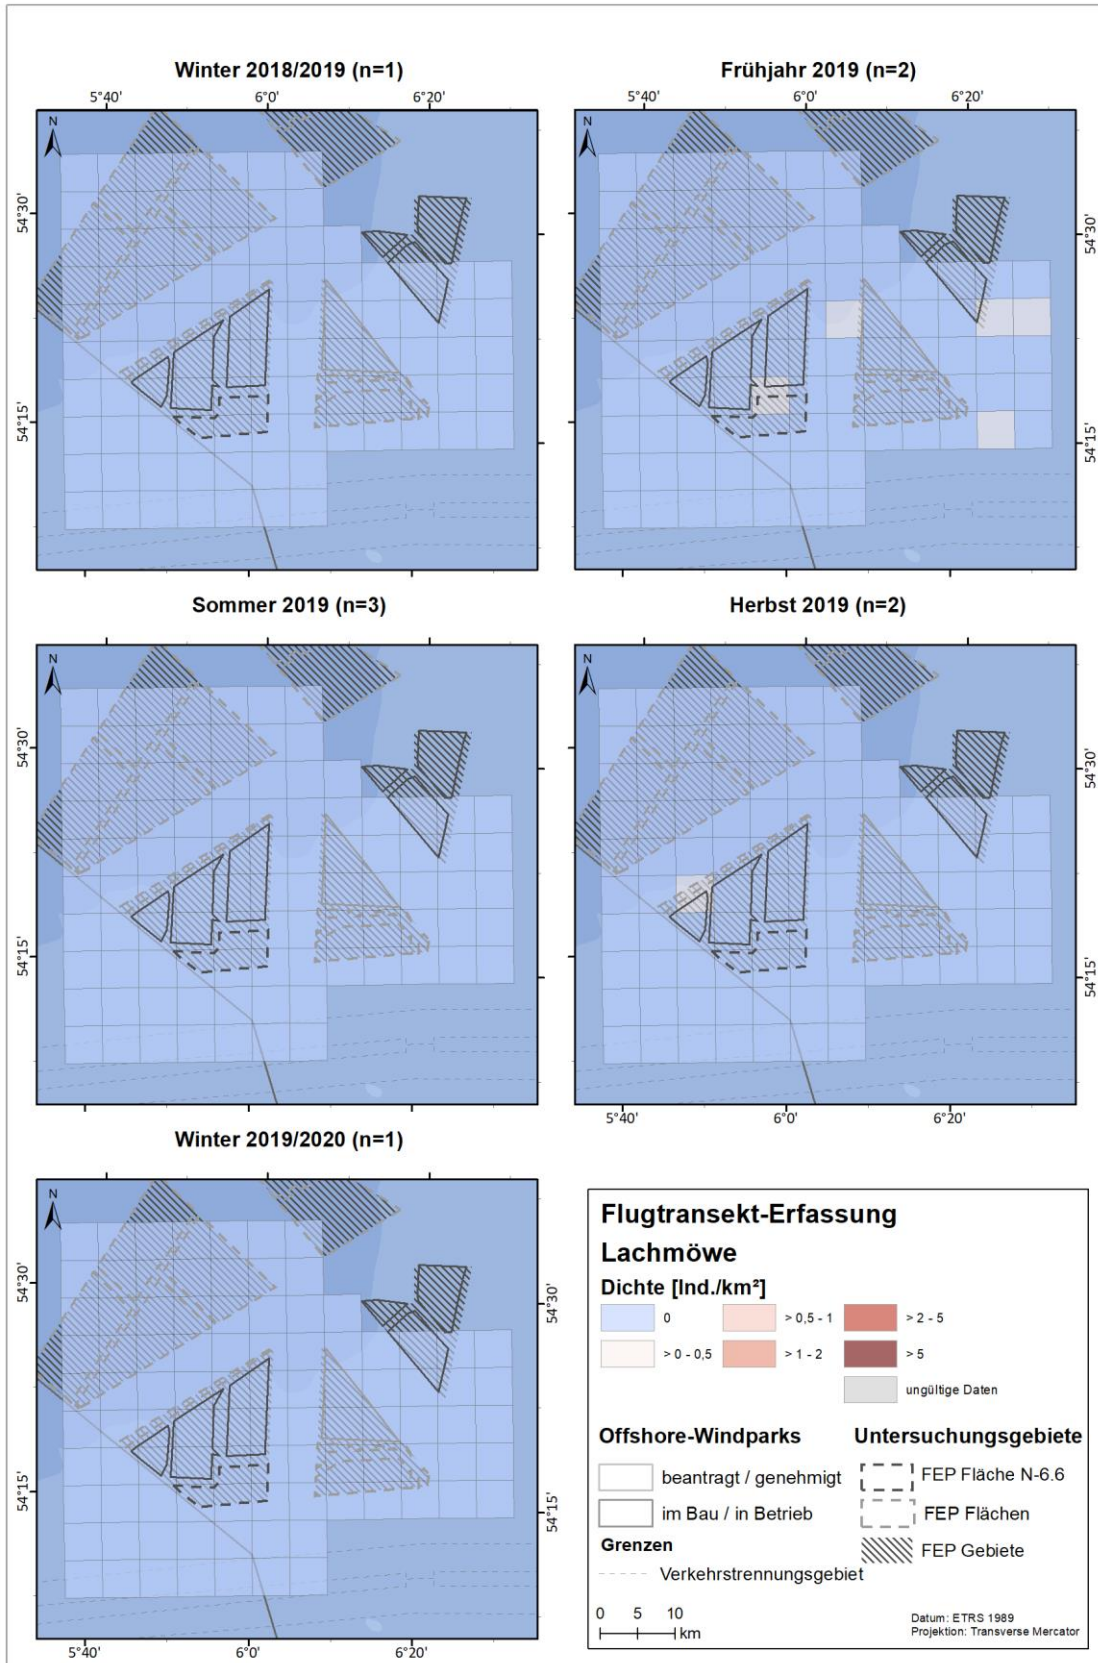 Winter 2018/2019 (n=1)
Frühjahr 2019 (n=2)
5°40' 6°0' 6°20'
5°40' 6°0' 6°20'
N
N
54°30'
54°30'
54°15'
54°15'
Sommer 2019 (n=3)
Herbst 2019 (n=2)
N
N
54°30'
54°30'
54°15'
54°15'
5°40' 6°0' 6°20'
Winter 2019/2020 (n=1)
N
54°30'
54°30'
54°15'
54°15'
5°40' 6°0' 6°20'
Flugtransekt-Erfassung
Lachmöwe
Dichte [Ind./km²]
0 > 0,5 - 1 > 2 - 5
> 0 - 0,5 > 1 - 2 > 5
ungültige Daten
Offshore-Windparks
beantragt / genehmigt
im Bau / in Betrieb
Grenzen
Verkehrstrennungsgebiet
Untersuchungsgebiete
FEP Fläche N-6.6
FEP Flächen
FEP Gebiete
0 5 10
km
Datum: ETRS 1989
Projektion: Transverse Mercator